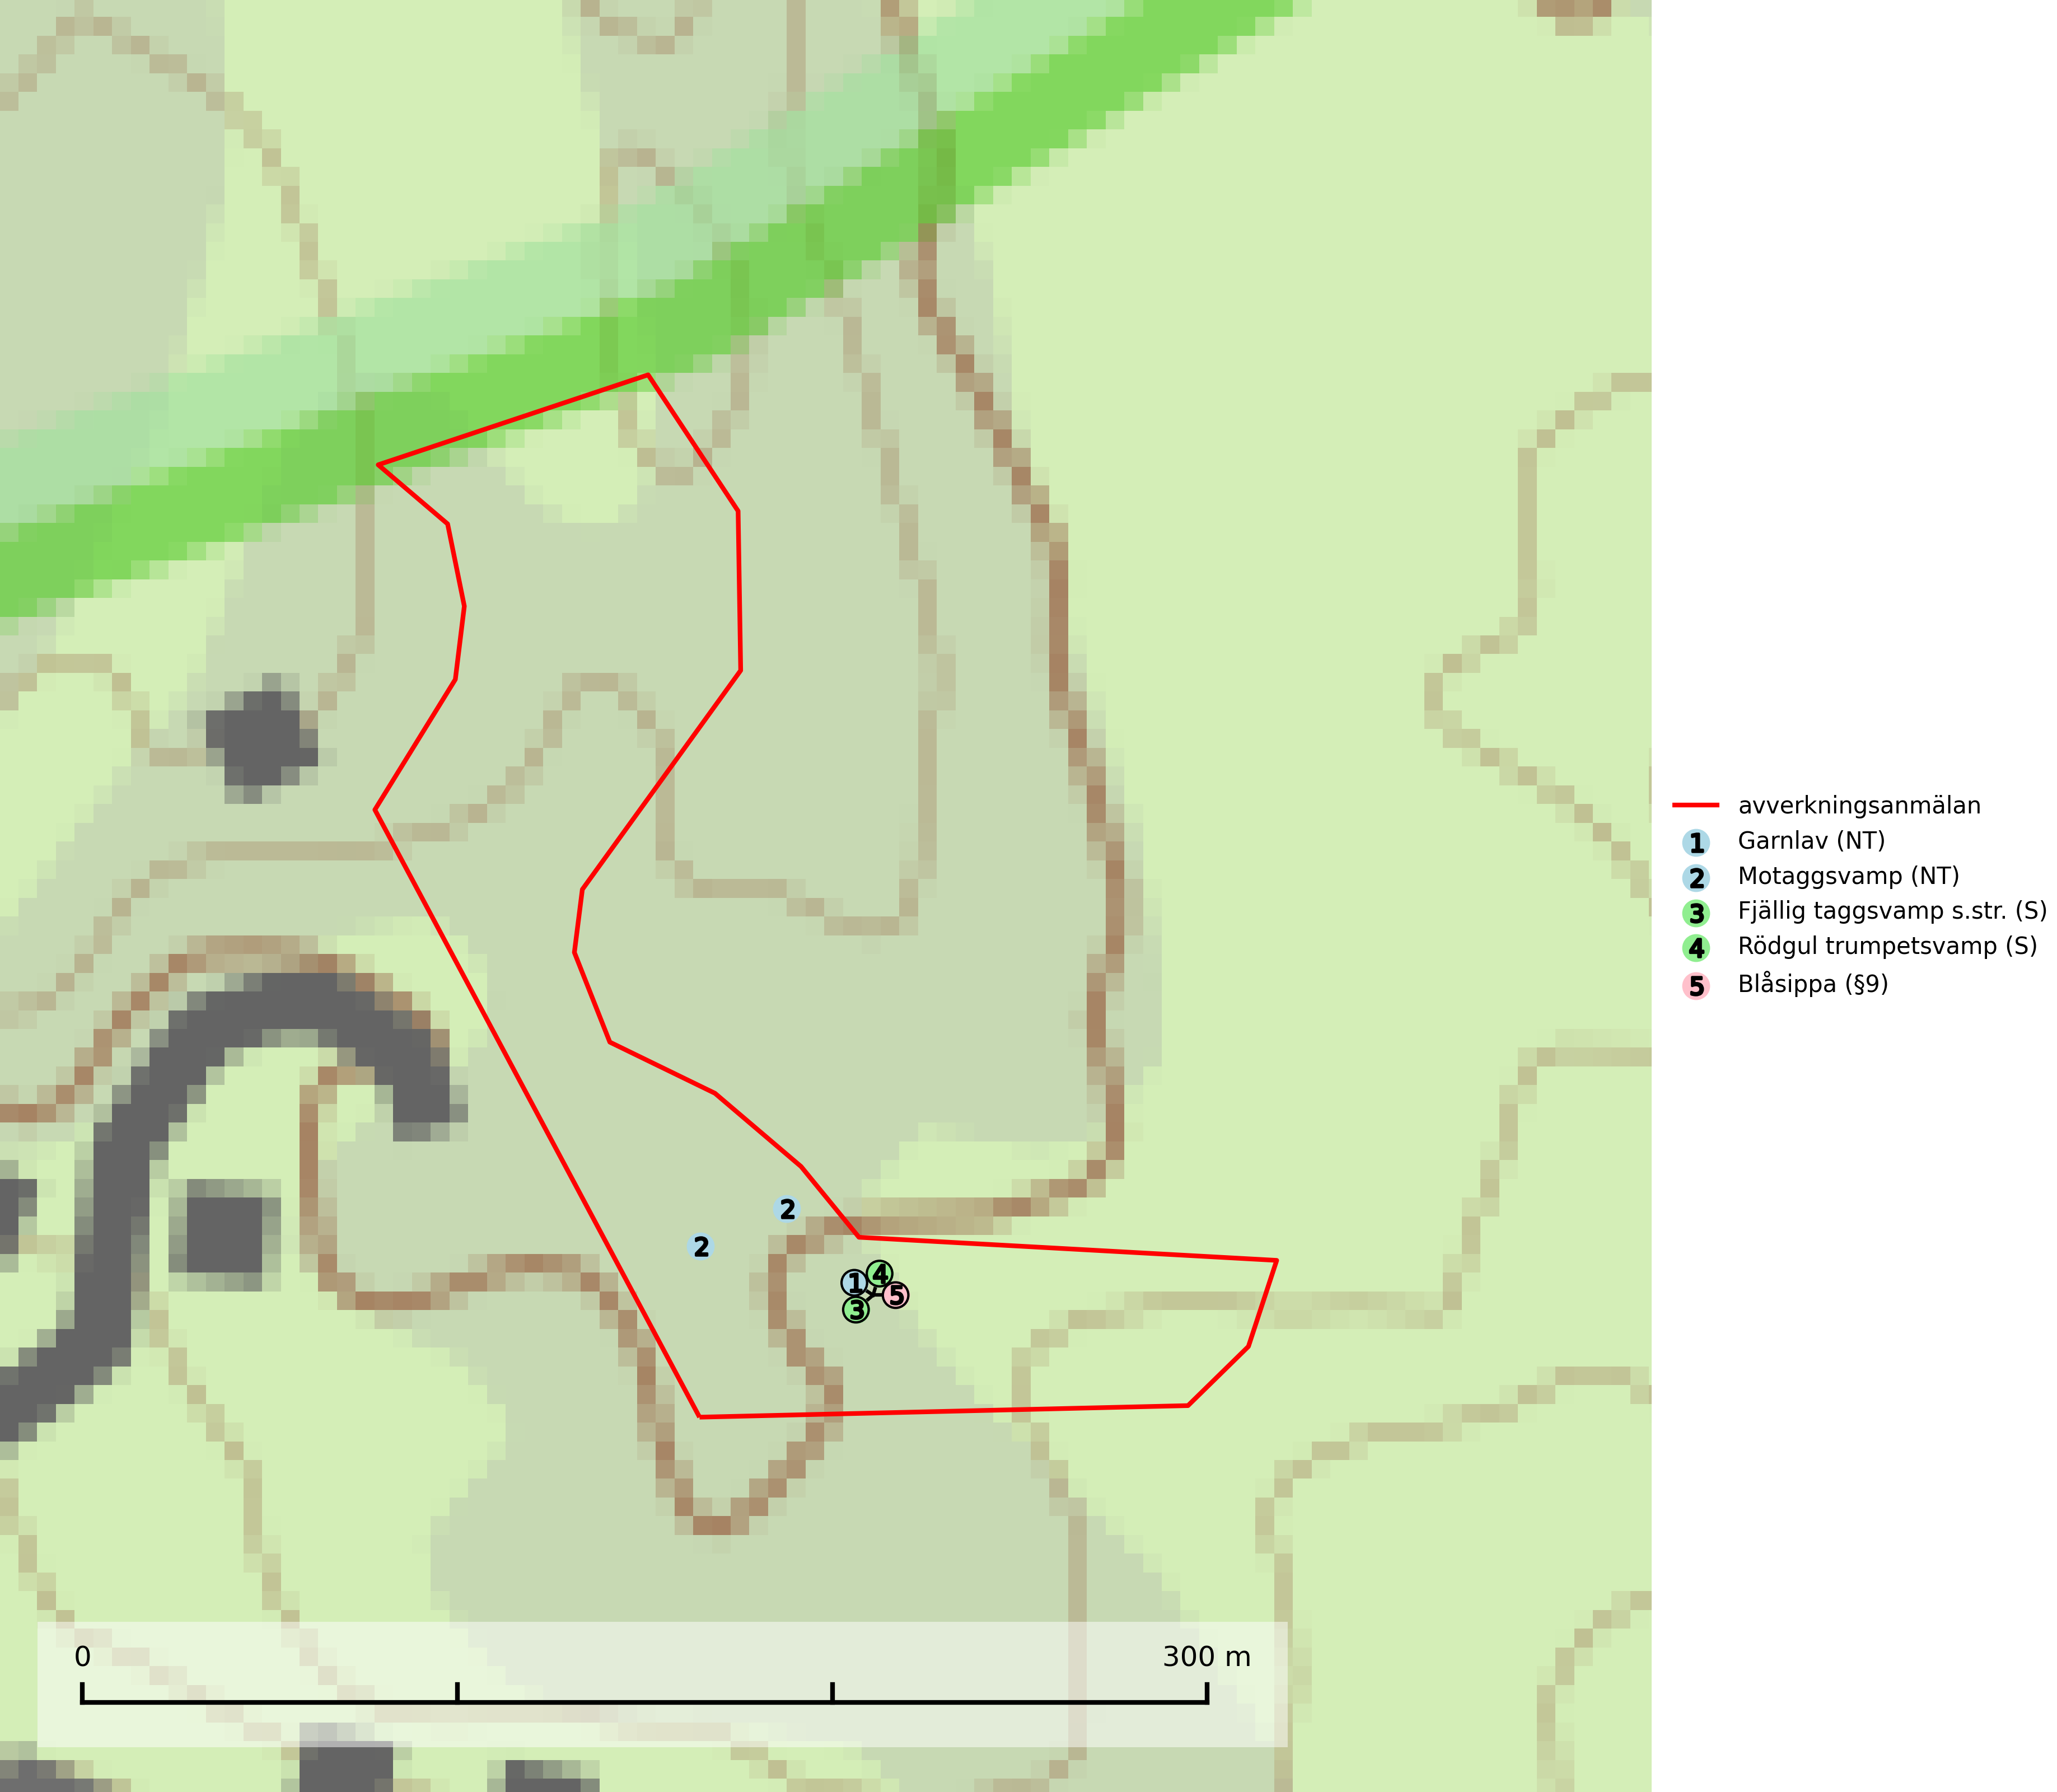 2
2
1
4
5
3
0
300 m
avverkningsanmälan
1 Garnlav (NT)
2 Motaggsvamp (NT)
3 Fjällig taggsvamp s.str. (S)
4 Rödgul trumpetsvamp (S)
5 Blåsippa (§9)